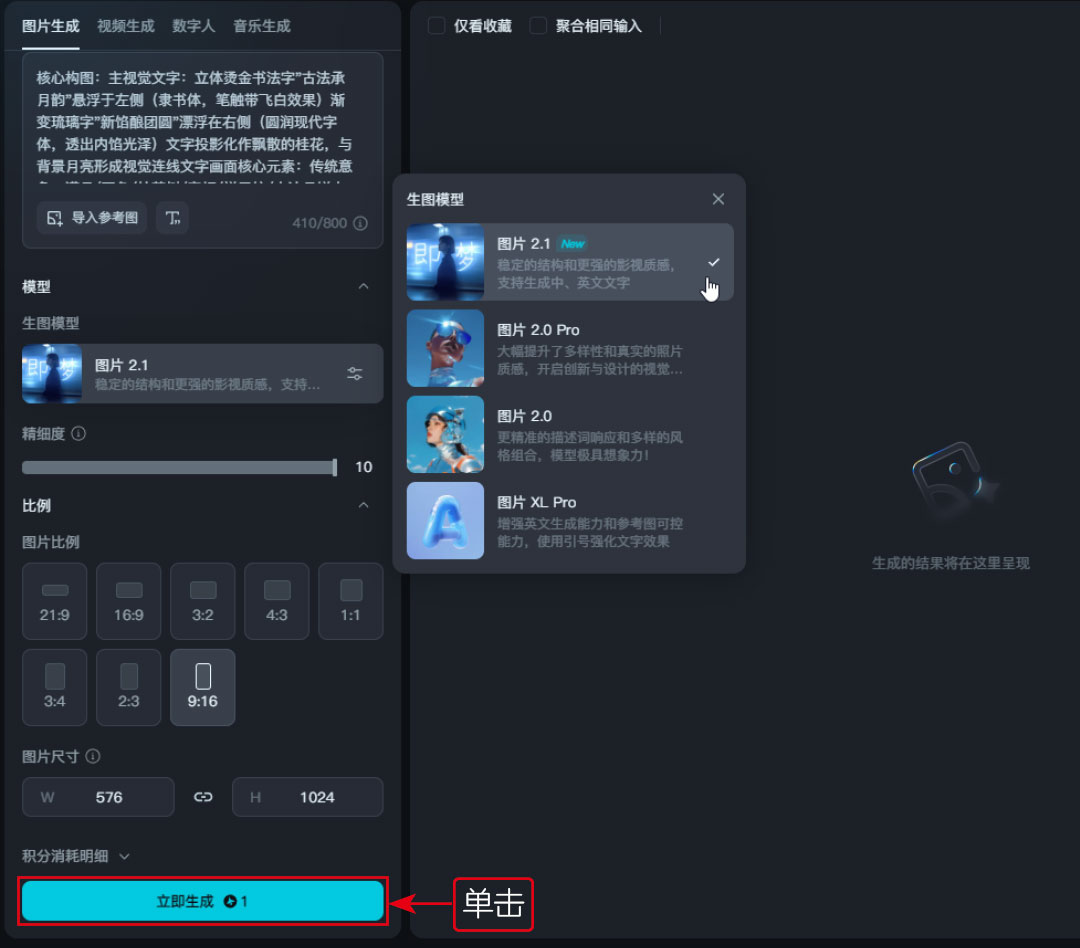 图片生成 视频生成 数字人 音乐生成
核心构图：主视觉文字：立体烫金书法字"古法承
月韵"悬浮于左侧（隶书体，笔触带飞白效果）渐
变琉璃字"新馅酿团圆"漂浮在右侧（圆润现代字
体，透出内馅光泽）文字投影化作飘散的桂花，与
背景月亮形成视觉连线文字画面核心元素：传统意
导入参考图 T
410/800
模型
生图模型
图片 2.1
稳定的结构和更强的影视质感，支持...
精细度
10
比例
图片比例
21:9 16:9 3:2 4:3 1:1
3:4 2:3 9:16
图片尺寸
W 576 H 1024
积分消耗明细
立即生成 1
单击
仅看收藏 聚合相同输入
生图模型
即梦
图片 2.1 New
稳定的结构和更强的影视质感，
支持生成中、英文文字
图片 2.0 Pro
大幅提升了多样性和真实的照片
质感，开启创新与设计的视觉...
图片 2.0
更精准的描述词响应和多样的风
格组合，模型极具想象力！
图片 XL Pro
增强英文生成能力和参考图可控
能力，使用引号强化文字效果
生成的结果将在这里呈现